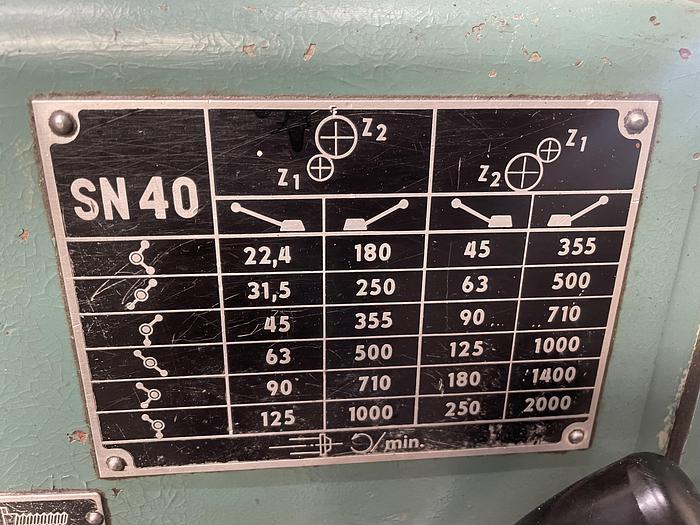 Z2
Z1
Z1
Z2
SN 40
22,4 180 45 355
31,5 250 63 500
45 355 90 710
63 500 125 1000
90 710 180 1400
125 1000 250 2000
/min.